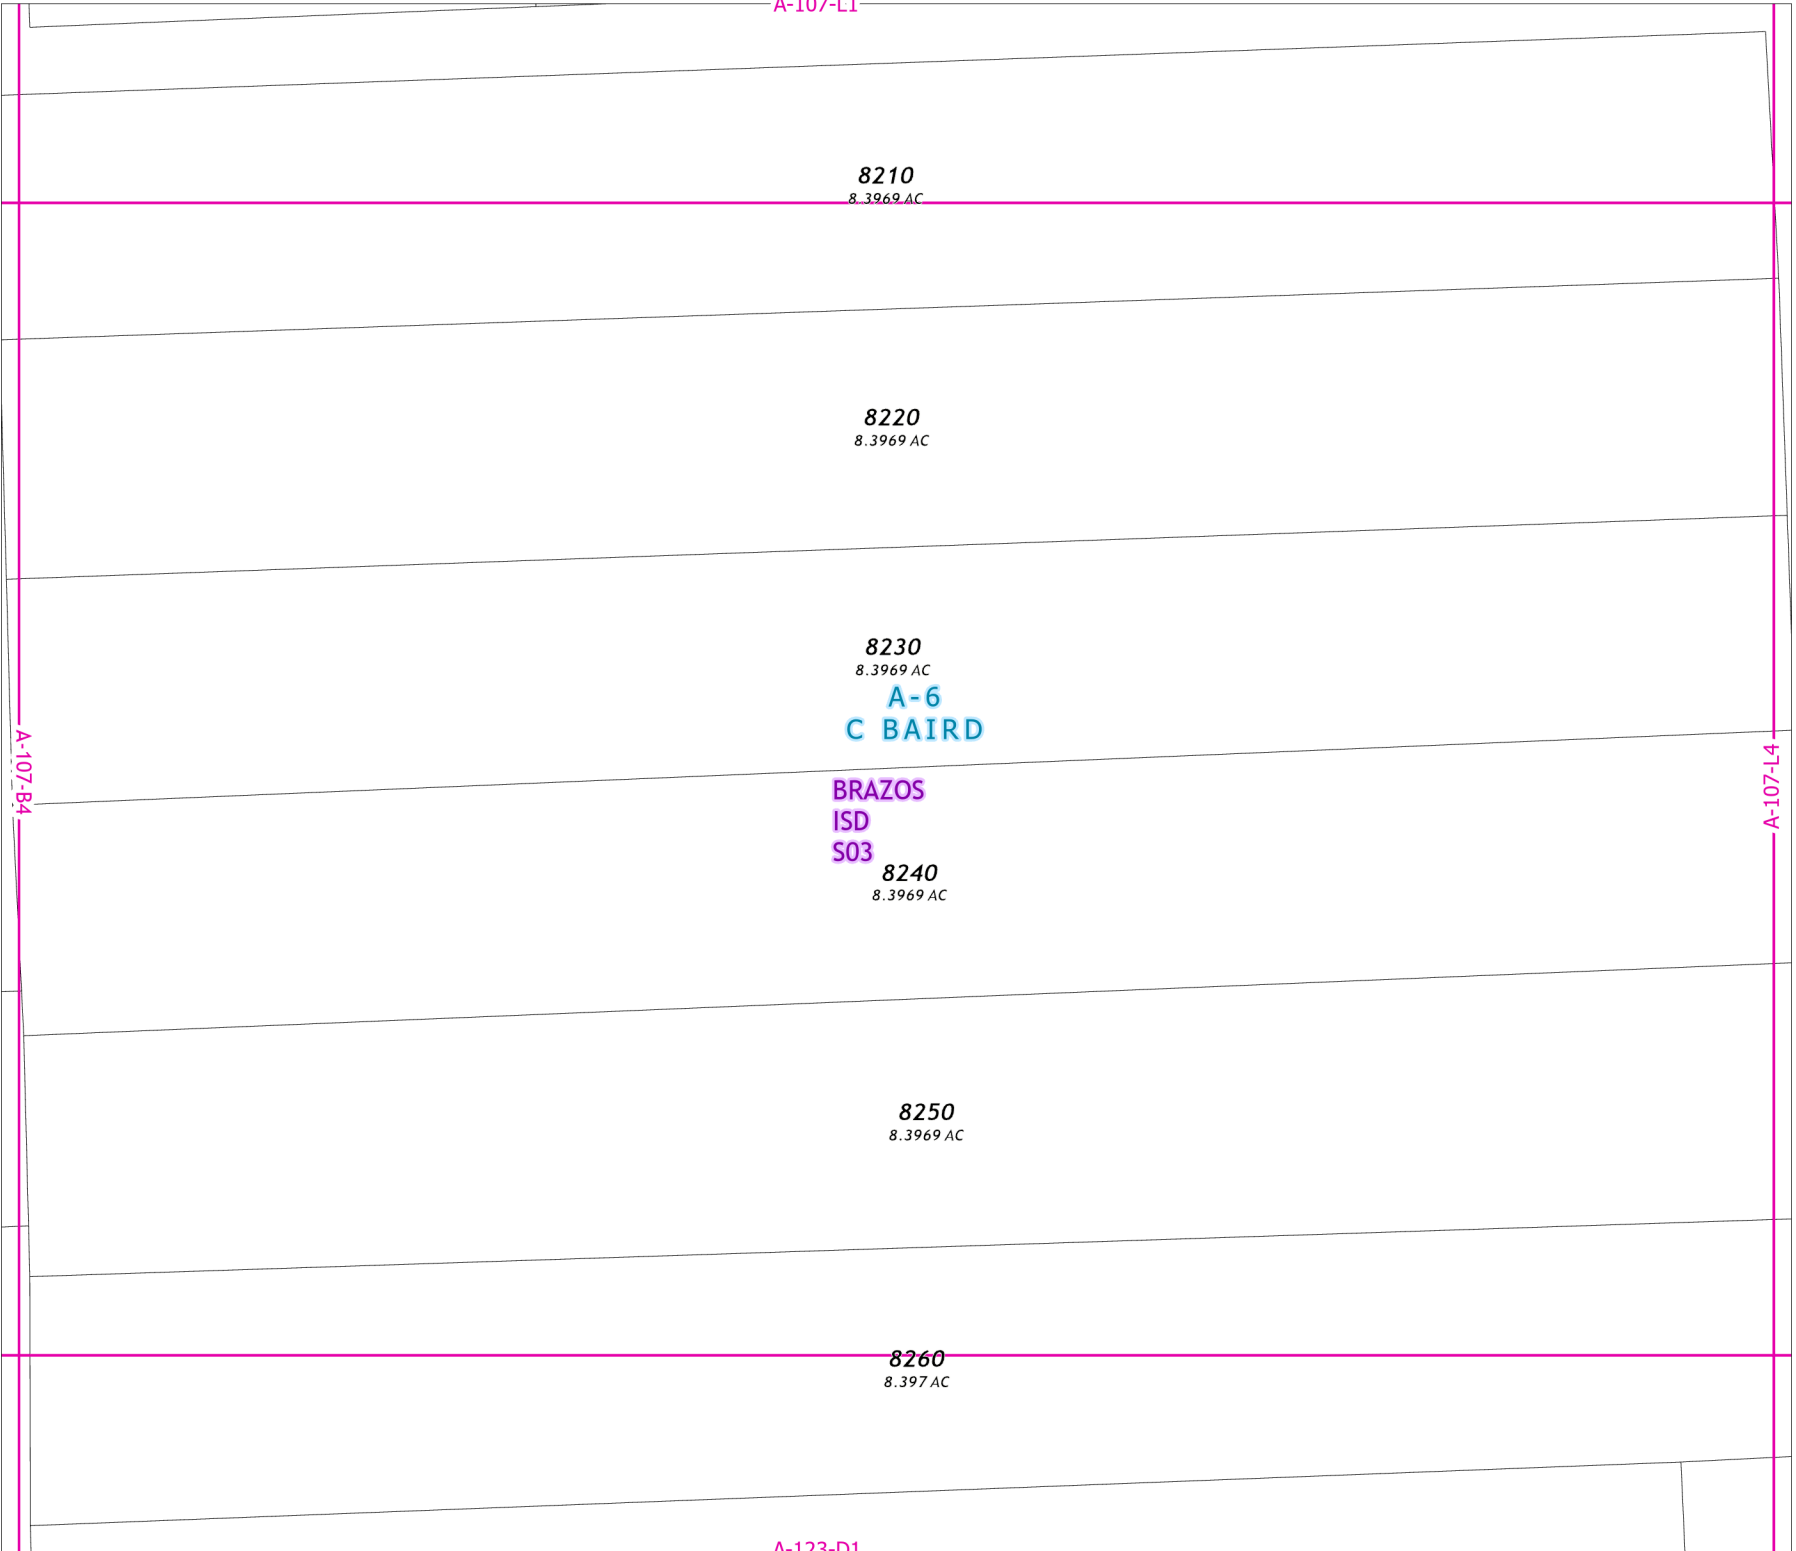 A-107-L1
8210
8.3969 AC
8220
8.3969 AC
8230
8.3969 AC
A-6
C BAIRD
A-107-B4
A-107-L4
BRAZOS
ISD
S03
8240
8.3969 AC
8250
8.3969 AC
8260
8.397 AC
A-123-D1